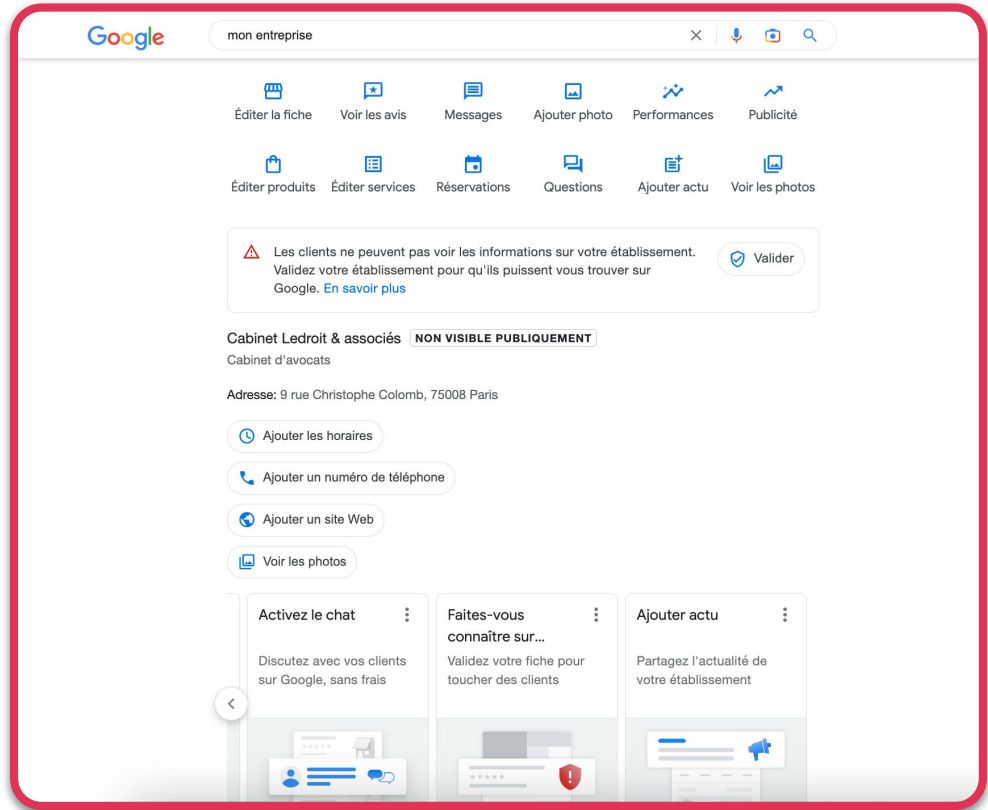 Google
mon entreprise
Éditer la fiche
Voir les avis
Messages
Ajouter photo
Performances
Publicité
Éditer produits
Éditer services
Réservations
Questions
Ajouter actu
Voir les photos
Les clients ne peuvent pas voir les informations sur votre établissement.
Validez votre établissement pour qu'ils puissent vous trouver sur
Google. En savoir plus
Valider
Cabinet Ledroit & associés NON VISIBLE PUBLIQUEMENT
Cabinet d'avocats
Adresse: 9 rue Christophe Colomb, 75008 Paris
Ajouter les horaires
Ajouter un numéro de téléphone
Ajouter un site Web
Voir les photos
Activez le chat
Discutez avec vos clients
sur Google, sans frais
Faites-vous
connaître sur...
Validez votre fiche pour
toucher des clients
Ajouter actu
Partagez l'actualité de
votre établissement